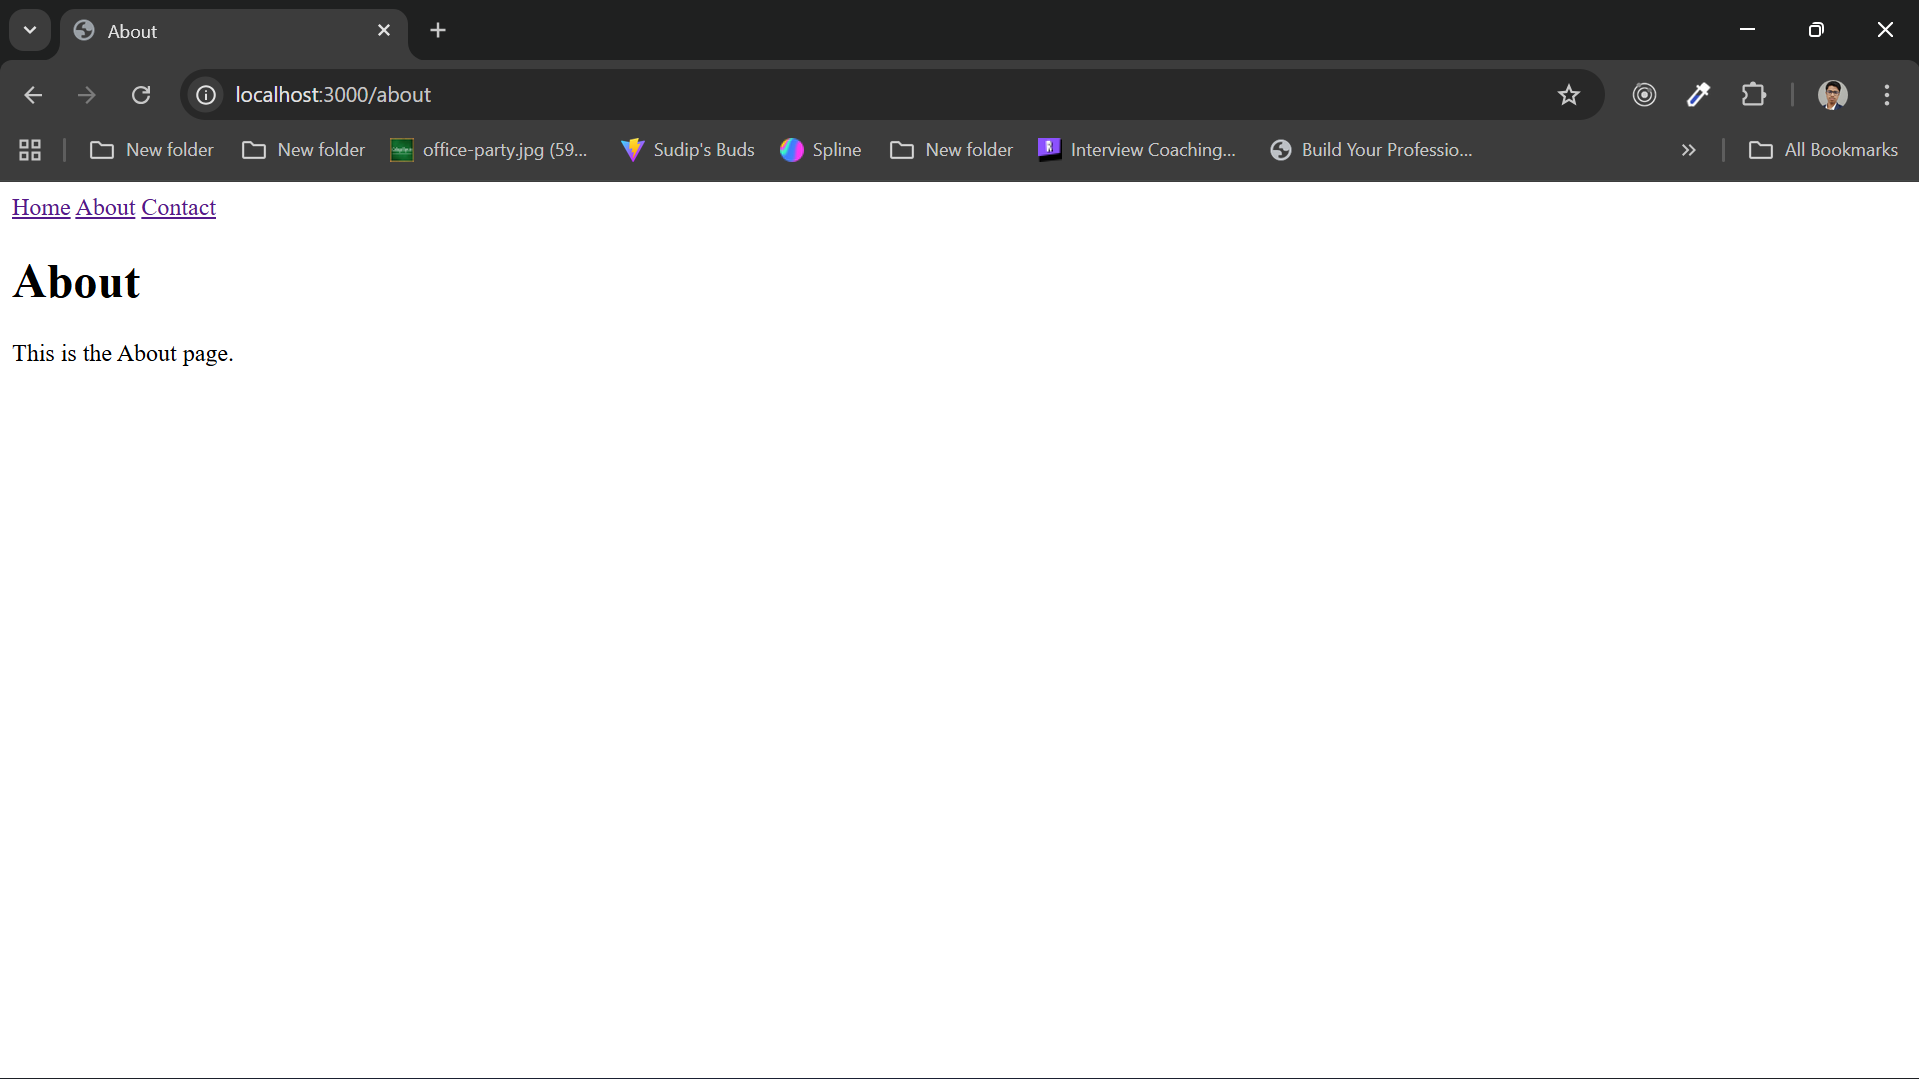 About
localhost:3000/about
New folder New folder office-party.jpg (59... Sudip's Buds Spline New folder Interview Coaching... Build Your Professio... All Bookmarks
Home About Contact
About
This is the About page.